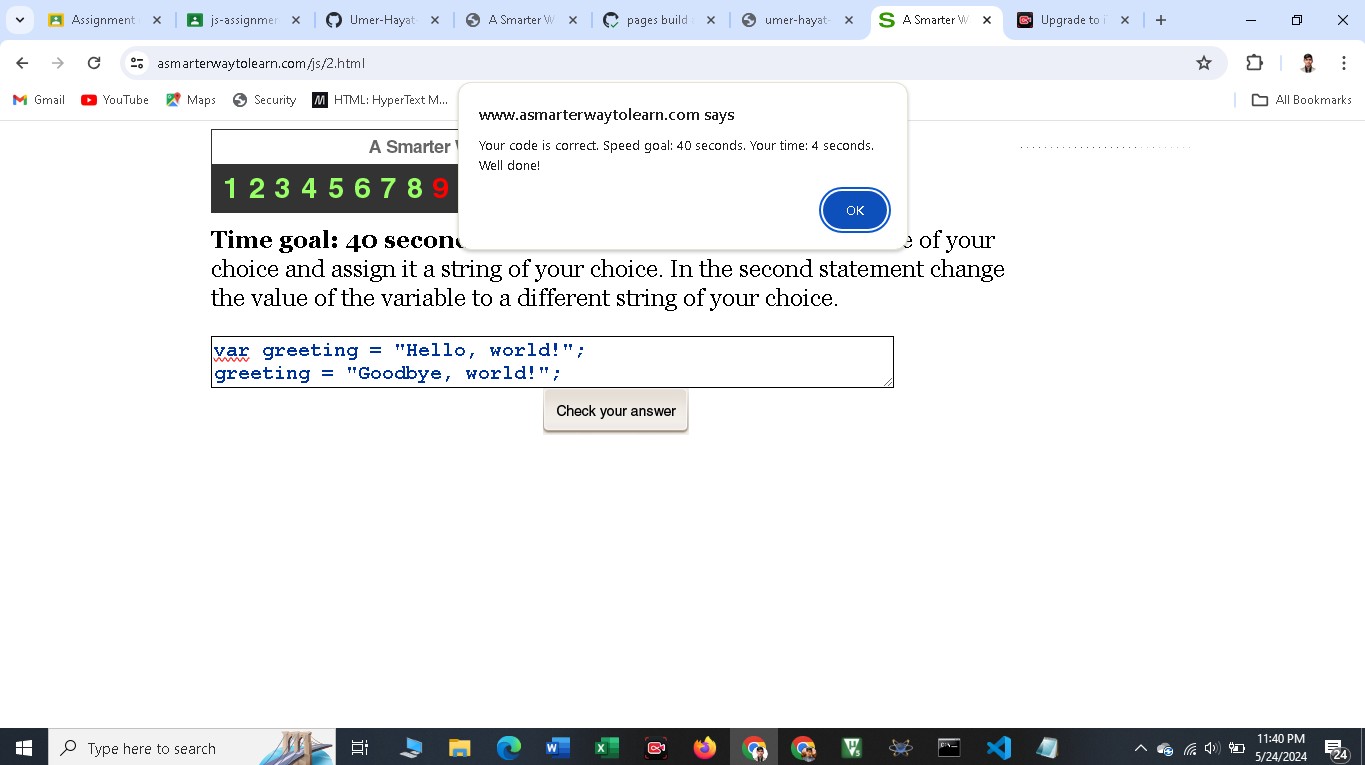 Assignment
js-assignmen
Umer-Hayat
A Smarter W
pages build
umer-hayat-
A Smarter W
Upgrade to i
asmarterwaytolearn.com/js/2.html
Gmail YouTube Maps Security HTML: HyperText M... All Bookmarks
www.asmarterwaytolearn.com says
Your code is correct. Speed goal: 40 seconds. Your time: 4 seconds.
Well done!
OK
A Smarter
1 2 3 4 5 6 7 8 9
Time goal: 40 secon
e of your
choice and assign it a string of your choice. In the second statement change
the value of the variable to a different string of your choice.
var greeting = "Hello, world!";
greeting = "Goodbye, world!";
Check your answer
Type here to search
11:40 PM
5/24/2024
24